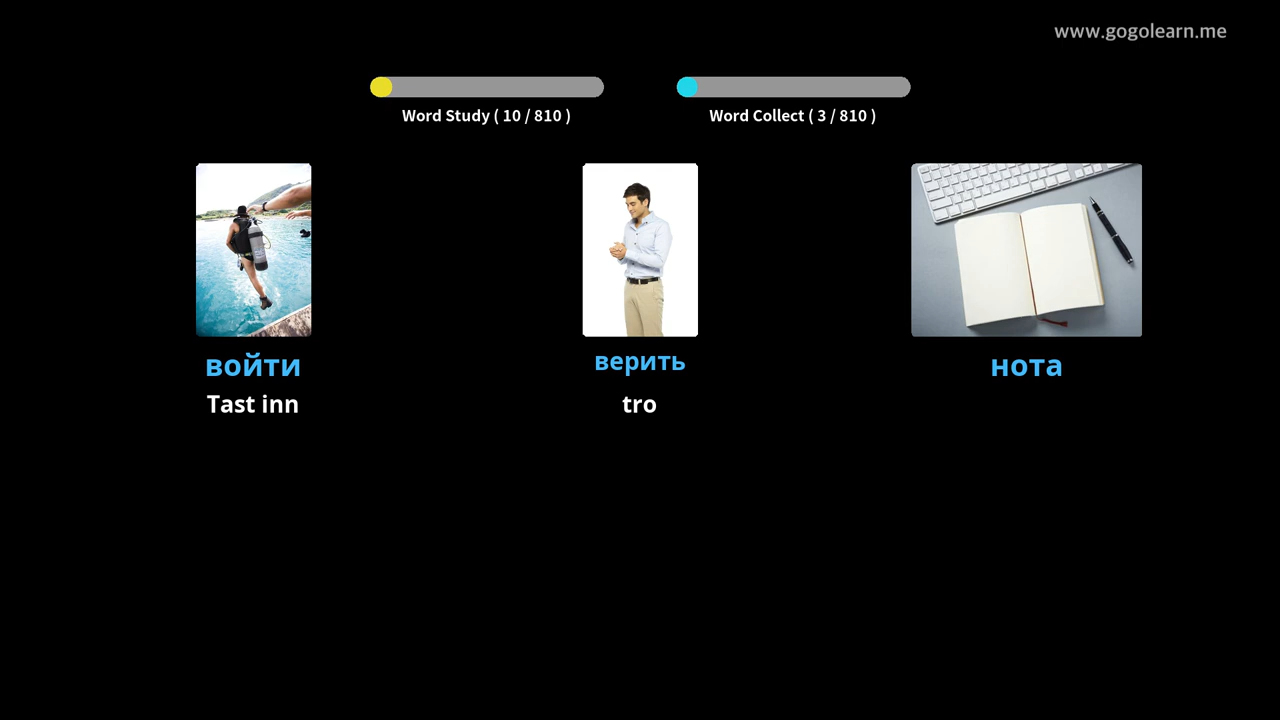 www.gogolearn.me
Word Study ( 10 / 810 )
Word Collect ( 3 / 810 )
войти
верить
нота
Tast inn
tro